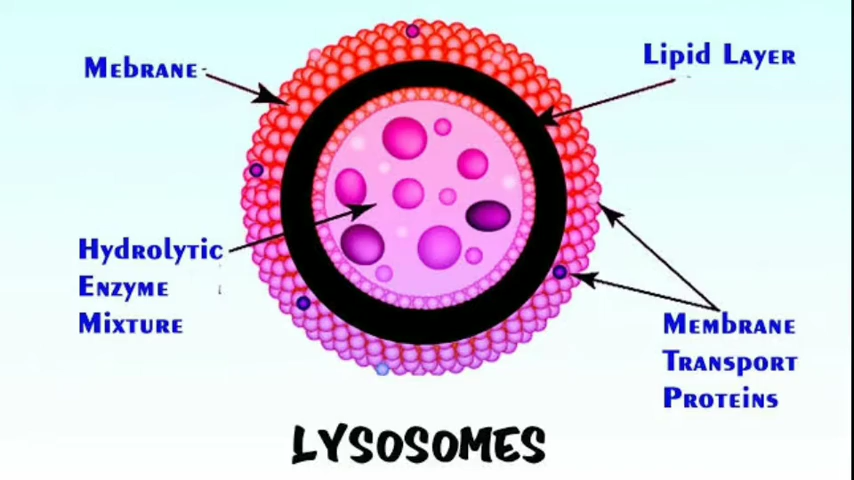 Mebrane
Lipid Layer
Hydrolytic
Enzyme
Mixture
Membrane
Transport
Proteins
LYSOSOMES